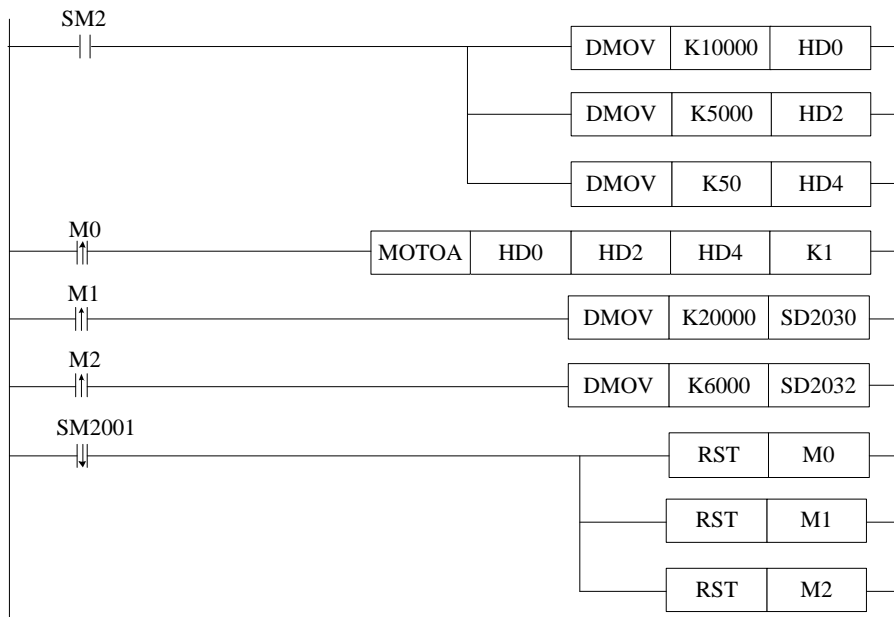 SM2
DMOV K10000 HD0
DMOV K5000 HD2
DMOV K50 HD4
M0
MOTOA HD0 HD2 HD4 K1
M1
DMOV K20000 SD2030
M2
DMOV K6000 SD2032
SM2001
RST M0
RST M1
RST M2